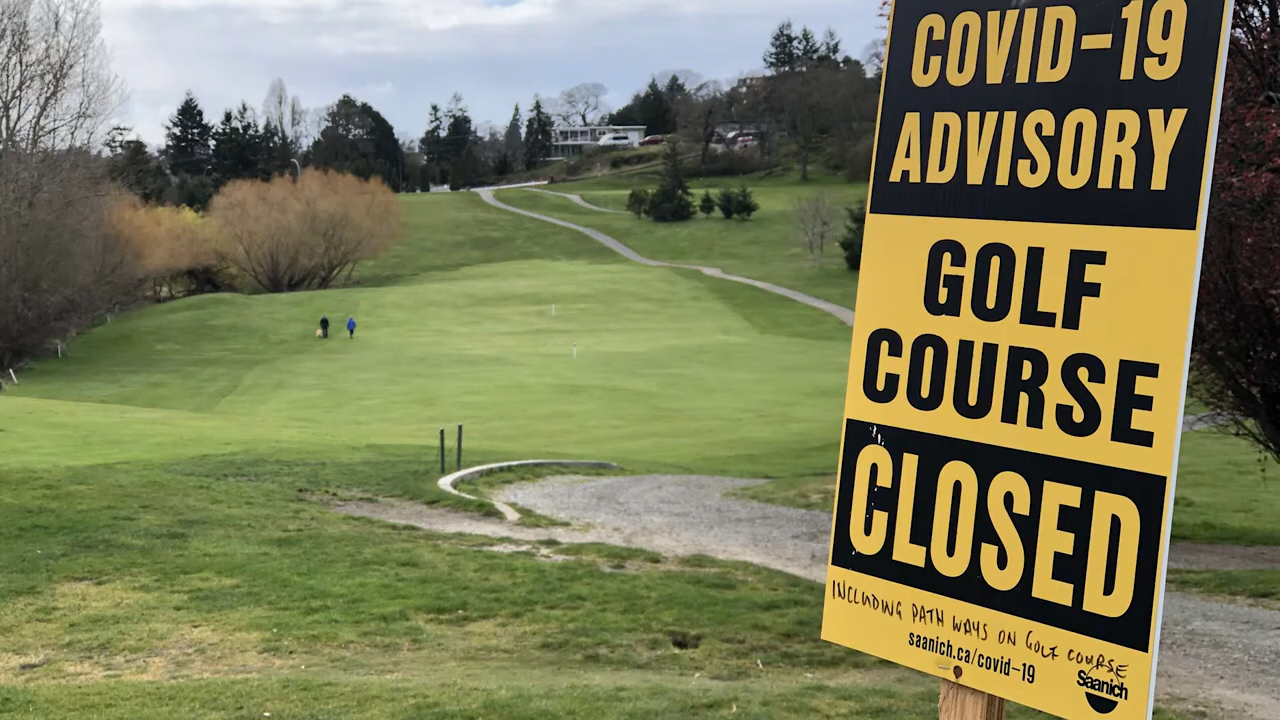 COVID-19
ADVISORY
GOLF
COURSE
CLOSED
INCLUDING PATH WAYS ON GOLF COURSE
saanich.ca/covid-19
Saanich